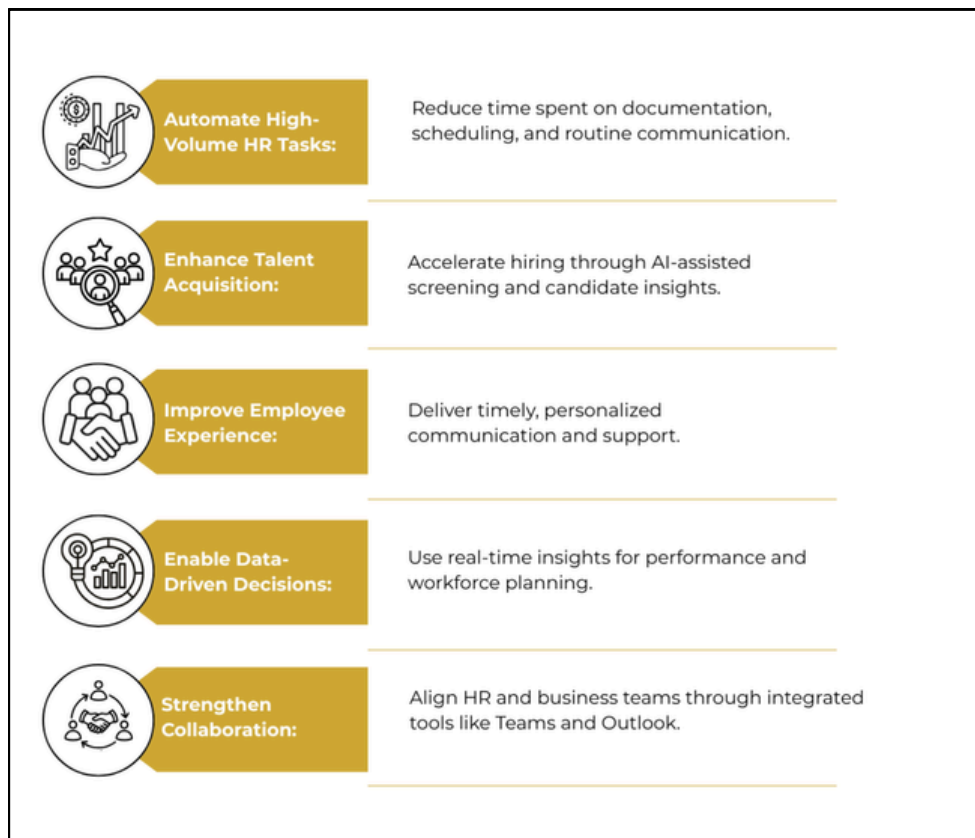 Automate High-
Volume HR Tasks:
Reduce time spent on documentation,
scheduling, and routine communication.
Enhance Talent
Acquisition:
Accelerate hiring through AI-assisted
screening and candidate insights.
Improve Employee
Experience:
Deliver timely, personalized
communication and support.
Enable Data-
Driven Decisions:
Use real-time insights for performance and
workforce planning.
Strengthen
Collaboration:
Align HR and business teams through integrated
tools like Teams and Outlook.